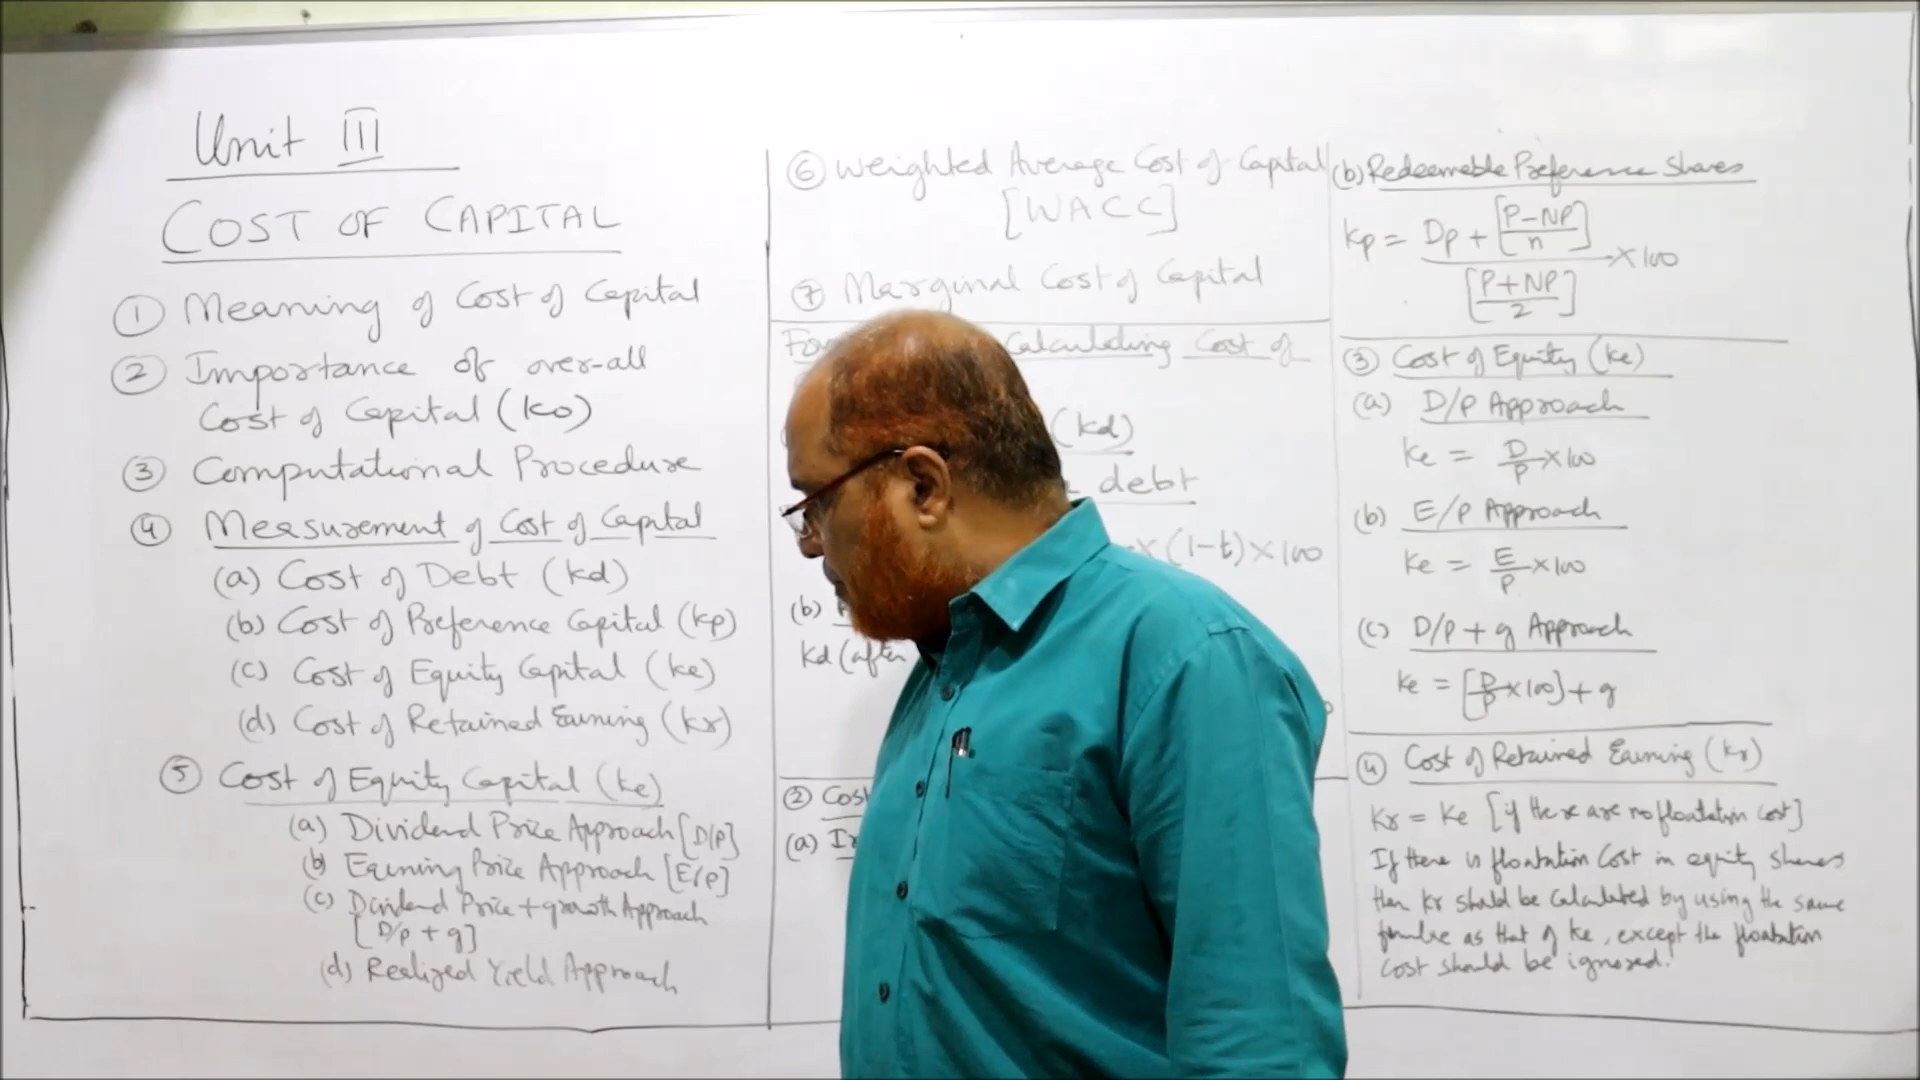 Unit III
COST OF CAPITAL
① Meaning of Cost of Capital
② Importance of over-all
Cost of Capital (ko)
③ Computational Procedure
④ Measurement of Cost of Capital
(a) Cost of Debt (kd)
(b) Cost of Preference Capital (kp)
(c) Cost of Equity Capital (ke)
(d) Cost of Retained Earning (kr)
⑤ Cost of Equity Capital (ke)
(a) Dividend Price Approach [D/P]
(b) Earning Price Approach [E/P]
(c) Dividend Price + growth Approach
[D/P + g]
(d) Realized Yield Approach
⑥ Weighted Average Cost of Capital
[WACC]
⑦ Marginal Cost of Capital
Calculating Cost of
(kd)
debt
×(1-t)×100
(b)
kd (after
② Cost
(a)
(b) Redeemable Preference Shares
kp = Dp + [P-NP/n] / [P+NP/2] ×100
③ Cost of Equity (ke)
(a) D/P Approach
ke = D/P ×100
(b) E/P Approach
ke = E/P ×100
(c) D/P + g Approach
ke = [D/P ×100] + g
④ Cost of Retained Earning (kr)
kr = ke [if there are no floatation cost]
If there is floatation cost in equity shares
then kr should be calculated by using the same
formulae as that of ke, except the floatation
cost should be ignored.